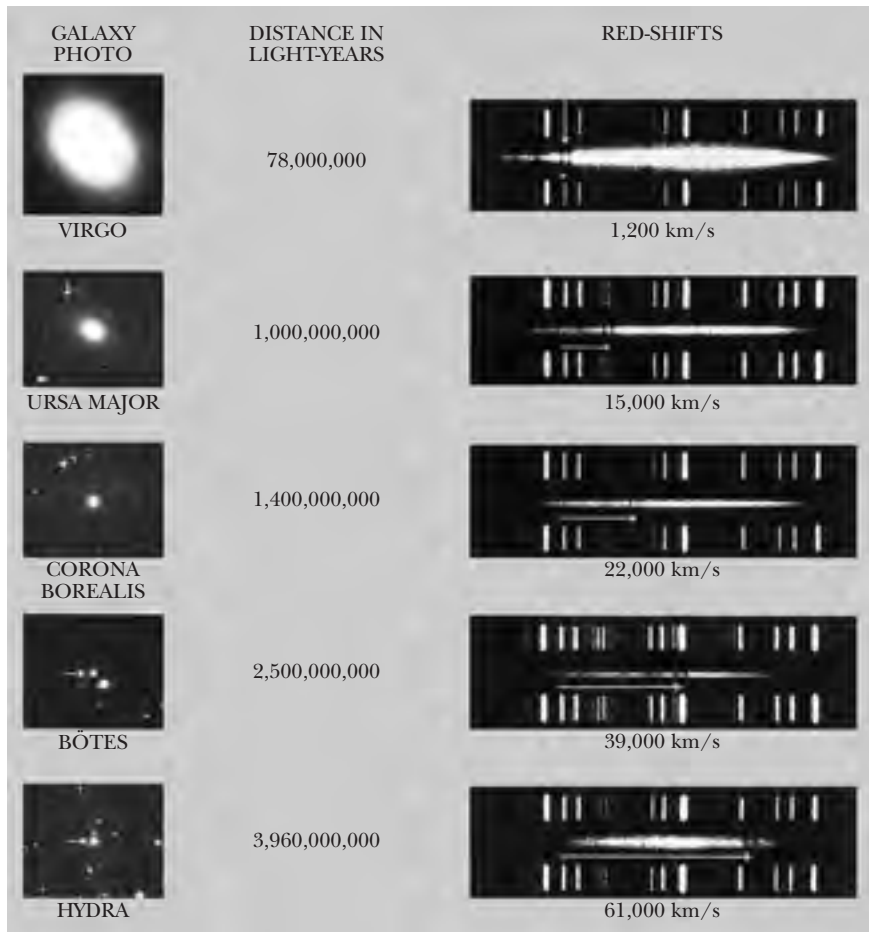 GALAXY
PHOTO
DISTANCE IN
LIGHT-YEARS
RED-SHIFTS
78,000,000
VIRGO
1,200 km/s
1,000,000,000
URSA MAJOR
15,000 km/s
1,400,000,000
CORONA
BOREALIS
22,000 km/s
2,500,000,000
BÖTES
39,000 km/s
3,960,000,000
HYDRA
61,000 km/s